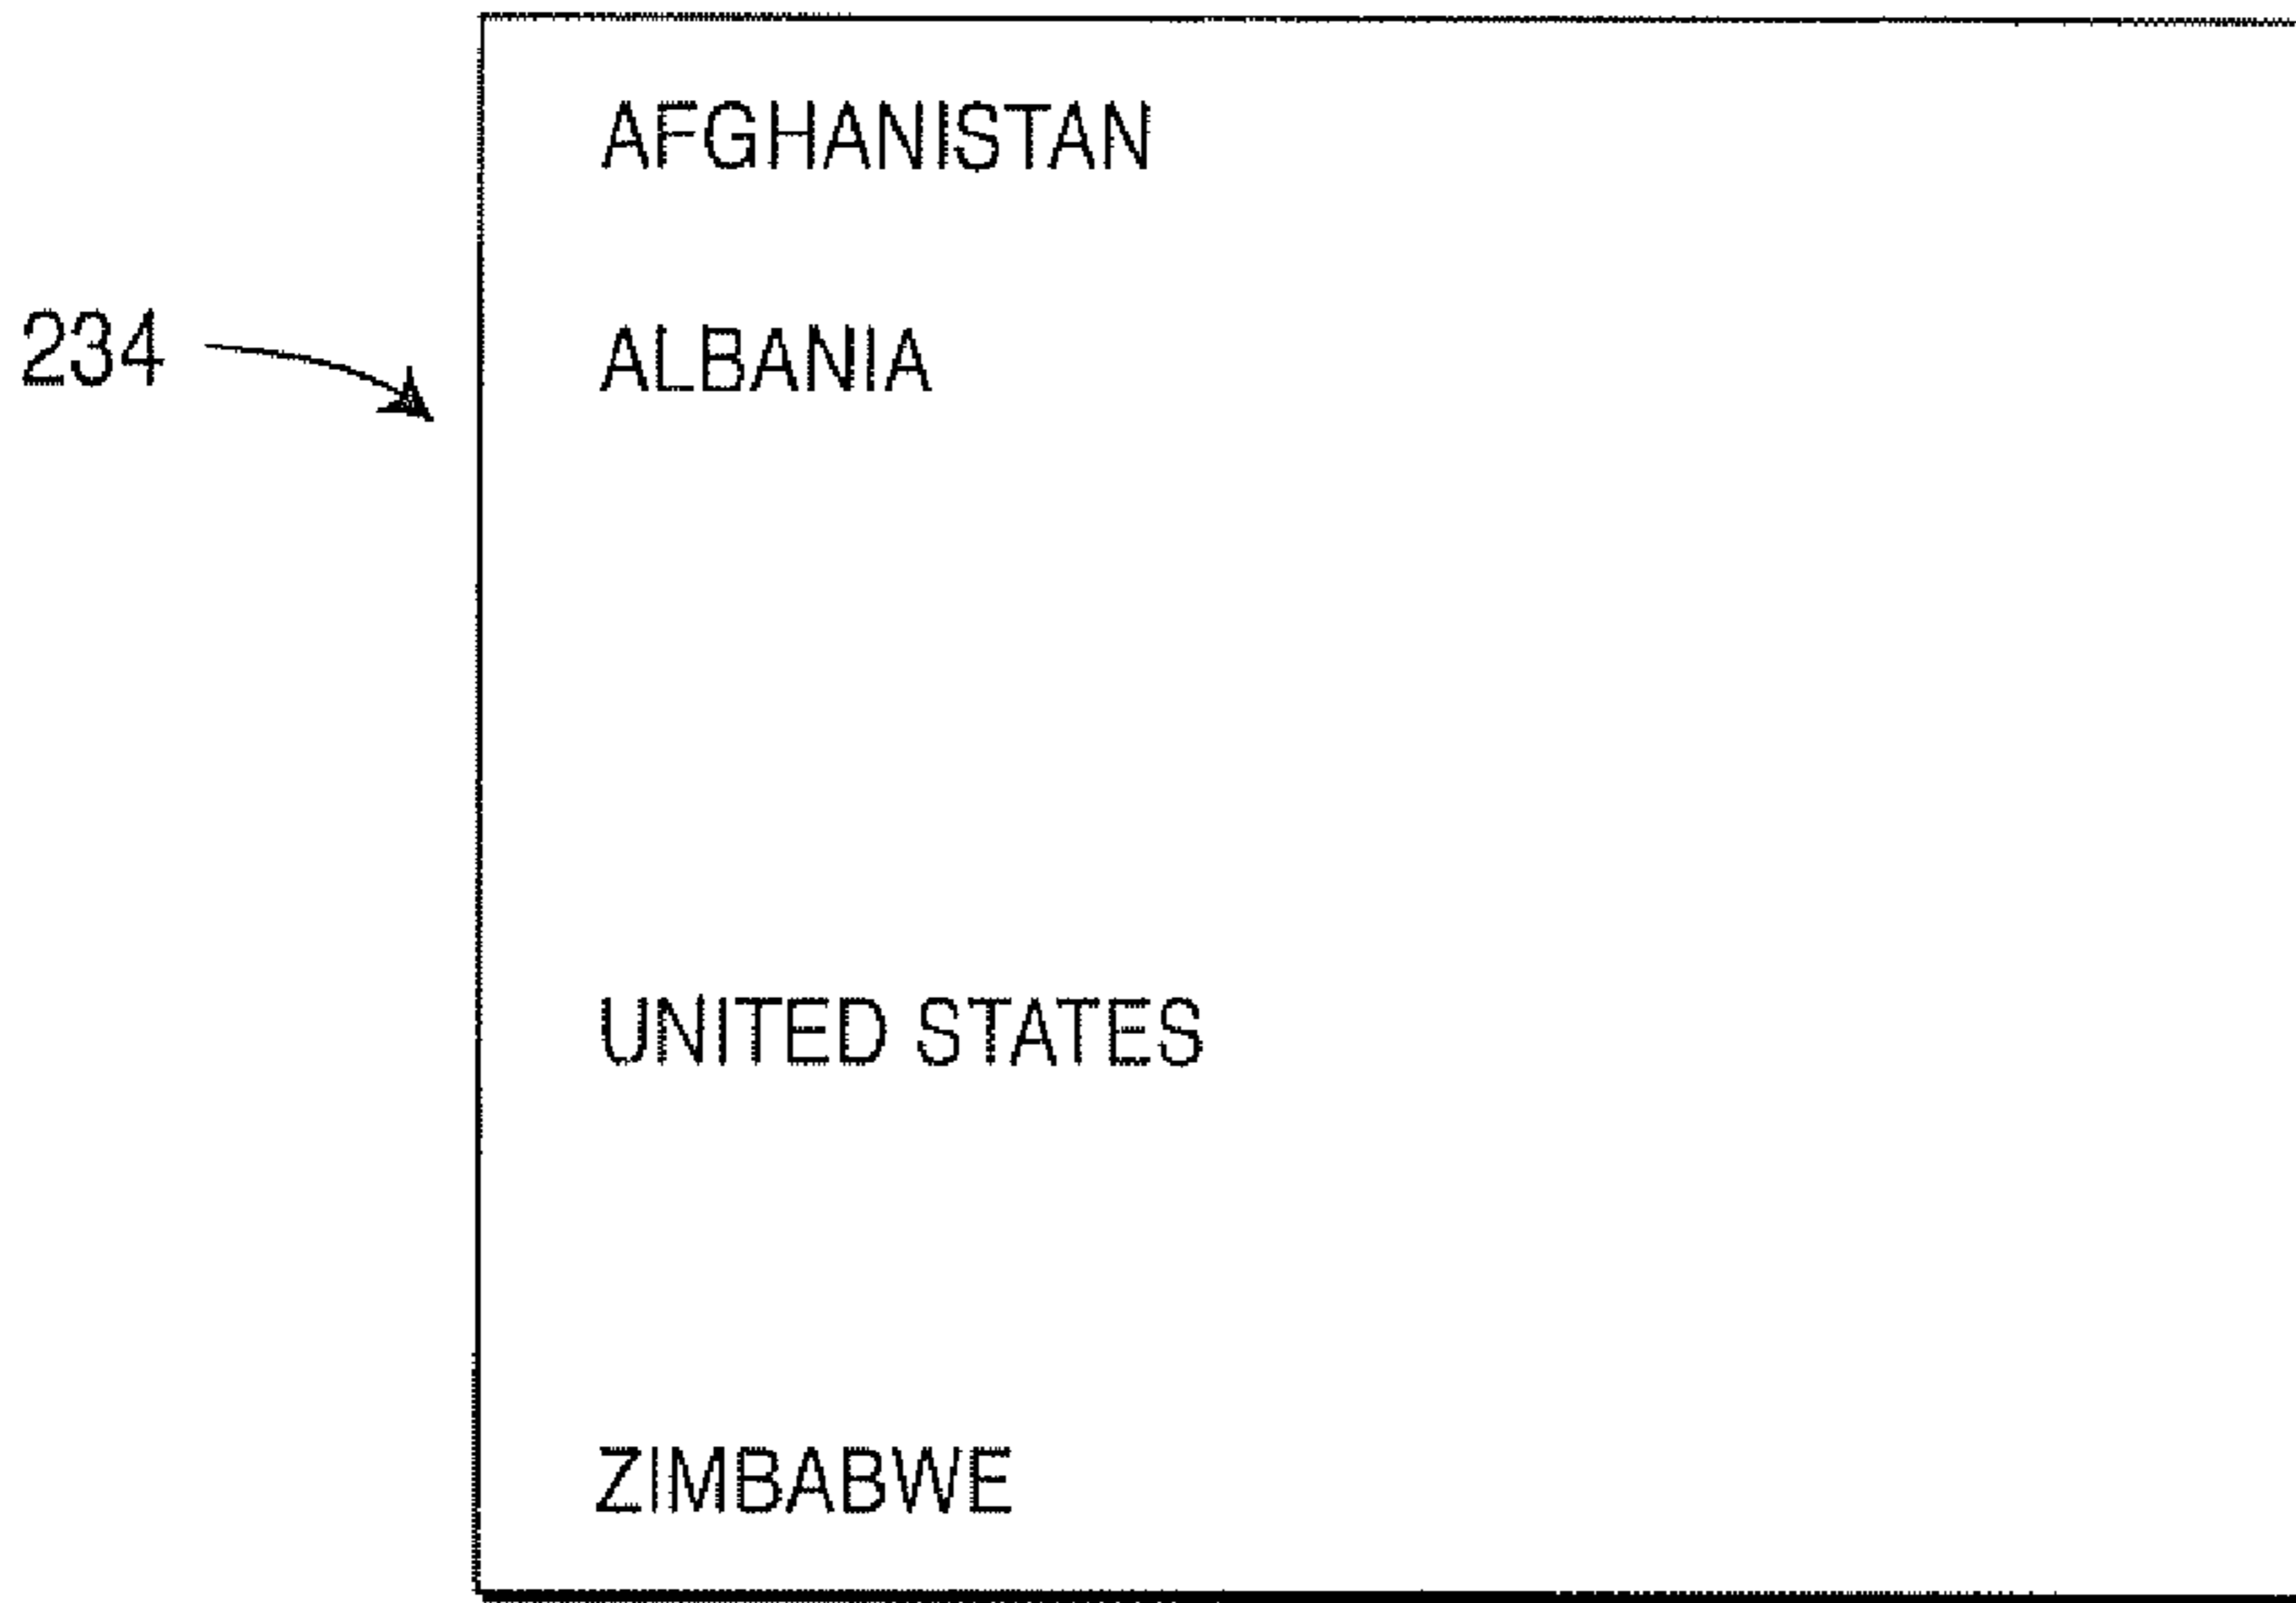 AFGHANISTAN
234
ALBANIA
UNITED STATES
ZIMBABWE